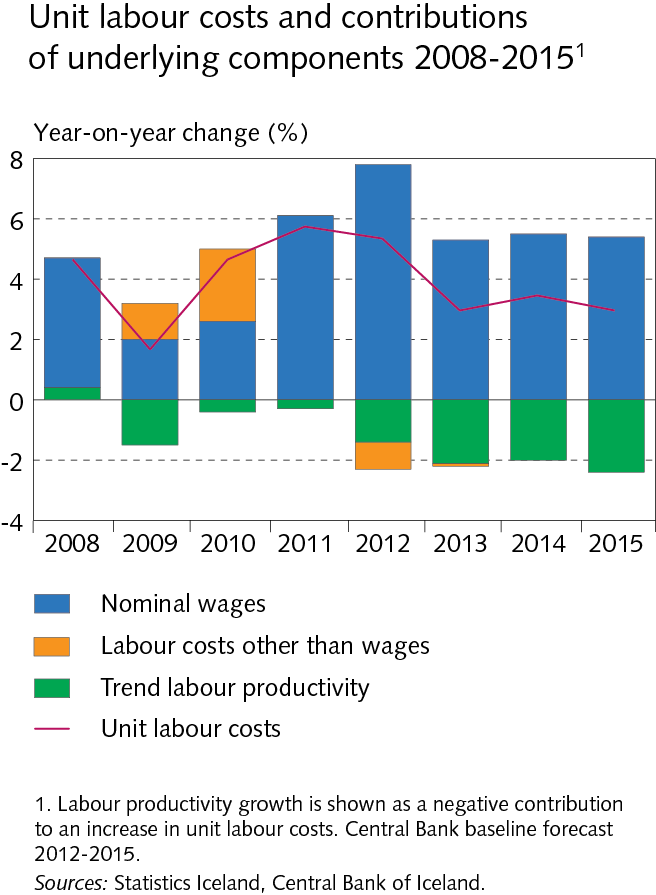 Unit labour costs and contributions
of underlying components 2008-2015¹
Year-on-year change (%)
8
6
4
2
0
-2
-4
2008 2009 2010 2011 2012 2013 2014 2015
Nominal wages
Labour costs other than wages
Trend labour productivity
Unit labour costs
1. Labour productivity growth is shown as a negative contribution
to an increase in unit labour costs. Central Bank baseline forecast
2012-2015.
Sources: Statistics Iceland, Central Bank of Iceland.